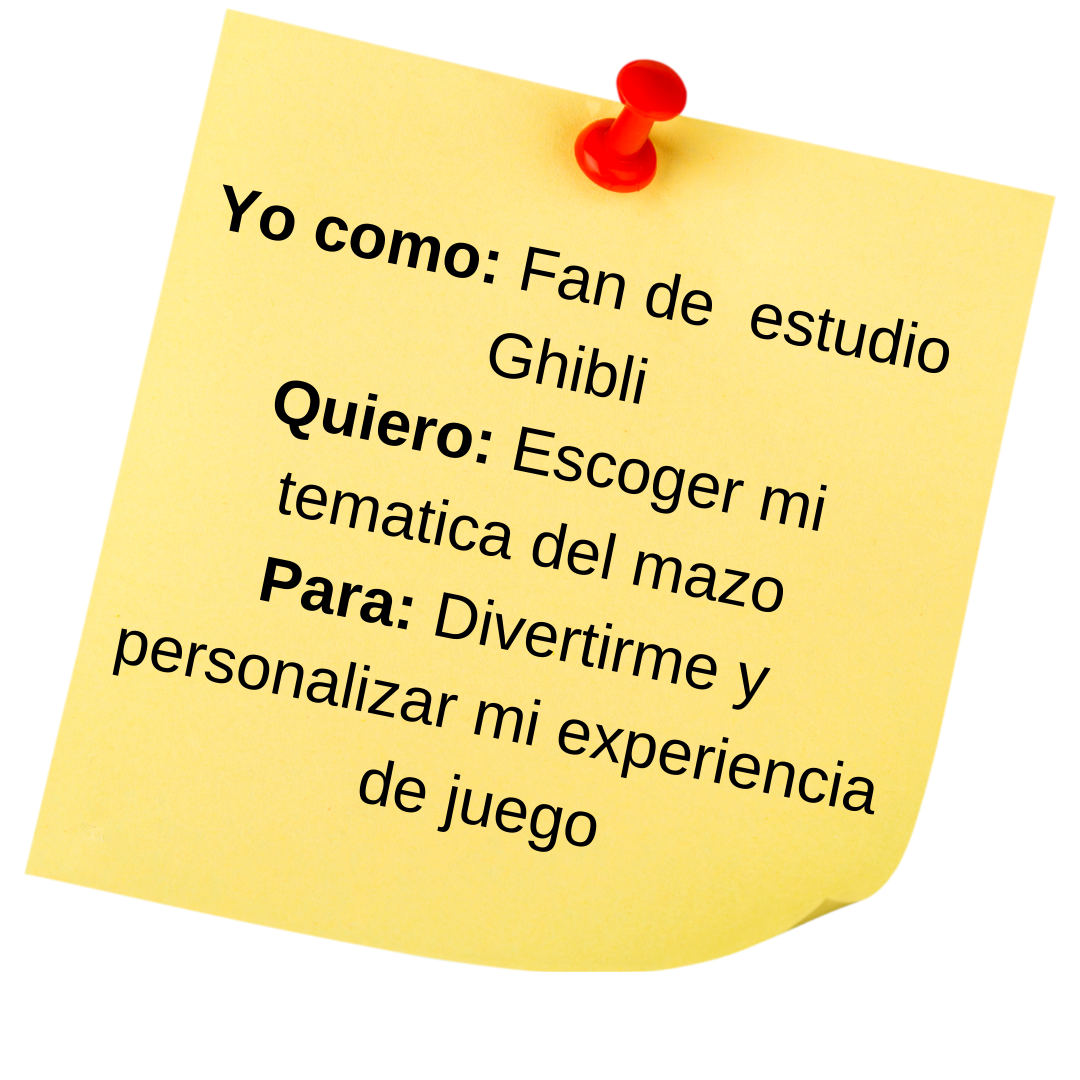 Yo como: Fan de  estudio
Ghibli
Quiero: Escoger mi
tematica del mazo
Para: Divertirme y
personalizar mi experiencia
de juego